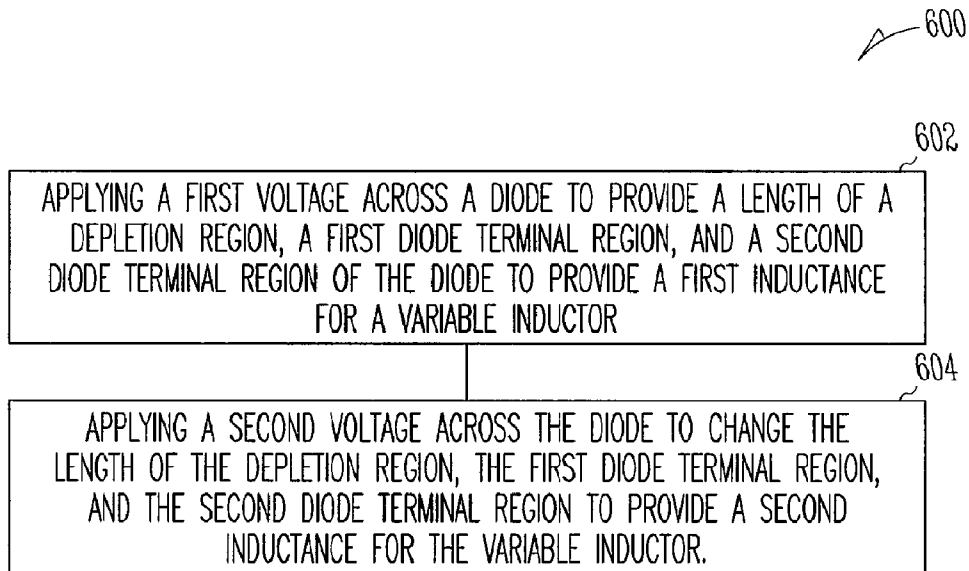 600
602
APPLYING A FIRST VOLTAGE ACROSS A DIODE TO PROVIDE A LENGTH OF A
DEPLETION REGION, A FIRST DIODE TERMINAL REGION, AND A SECOND
DIODE TERMINAL REGION OF THE DIODE TO PROVIDE A FIRST INDUCTANCE
FOR A VARIABLE INDUCTOR
604
APPLYING A SECOND VOLTAGE ACROSS THE DIODE TO CHANGE THE
LENGTH OF THE DEPLETION REGION, THE FIRST DIODE TERMINAL REGION,
AND THE SECOND DIODE TERMINAL REGION TO PROVIDE A SECOND
INDUCTANCE FOR THE VARIABLE INDUCTOR.